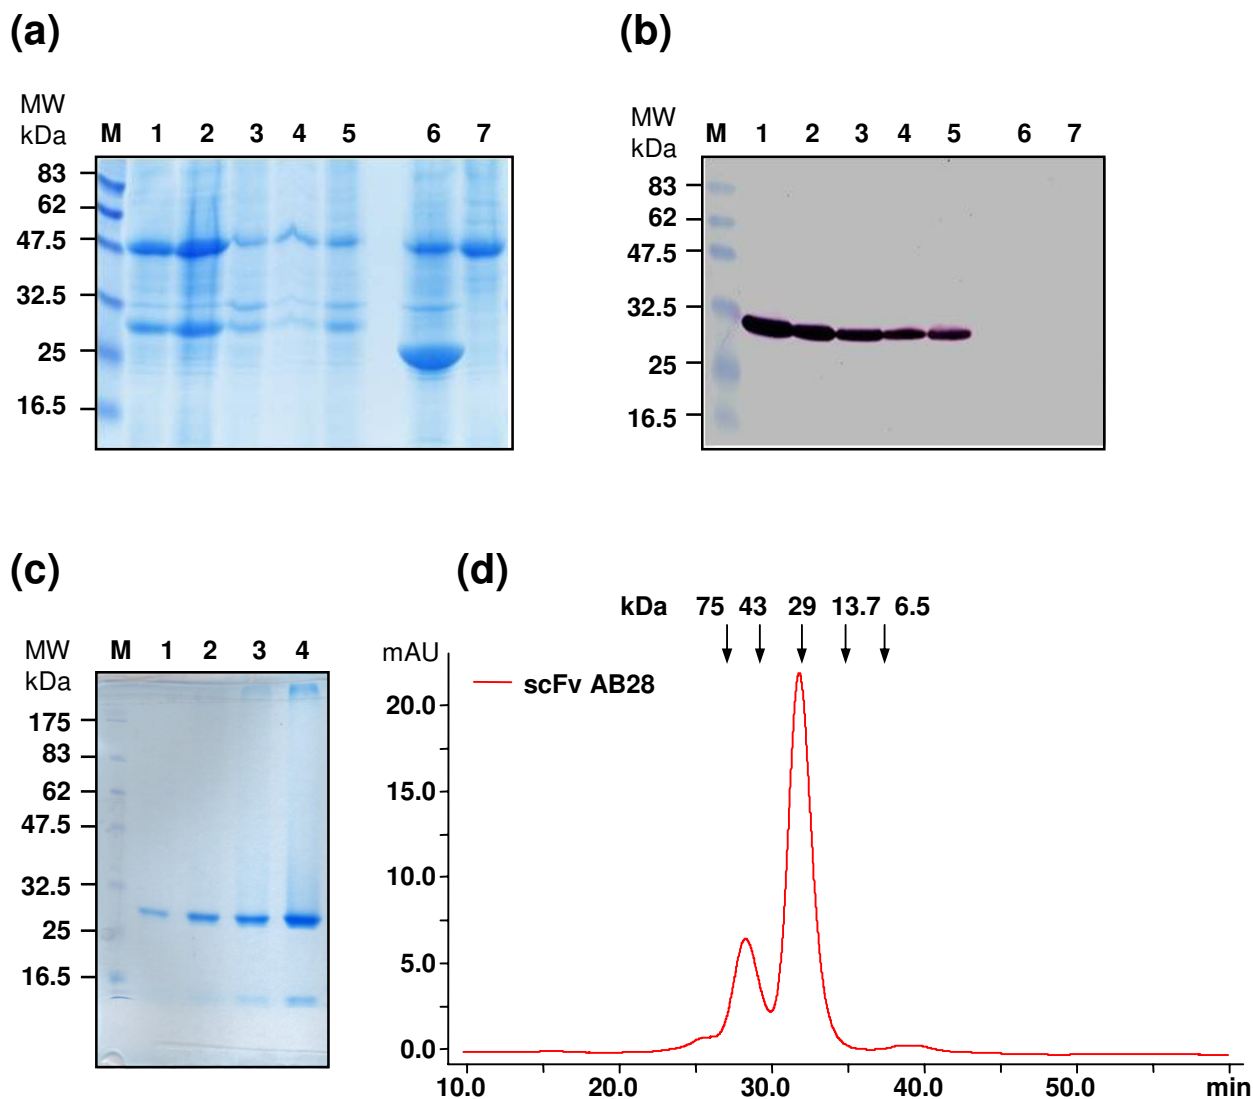 (a)
MW
kDa M 1 2 3 4 5 6 7
83
62
47.5
32.5
25
16.5
(b)
MW
kDa M 1 2 3 4 5 6 7
83
62
47.5
32.5
25
16.5
(c)
MW M 1 2 3 4
kDa
175
83
62
47.5
32.5
25
16.5
(d)
kDa 75 43 29 13.7 6.5
mAU
scFv AB28
20.0
15.0
10.0
5.0
0.0
10.0 20.0 30.0 40.0 50.0 min